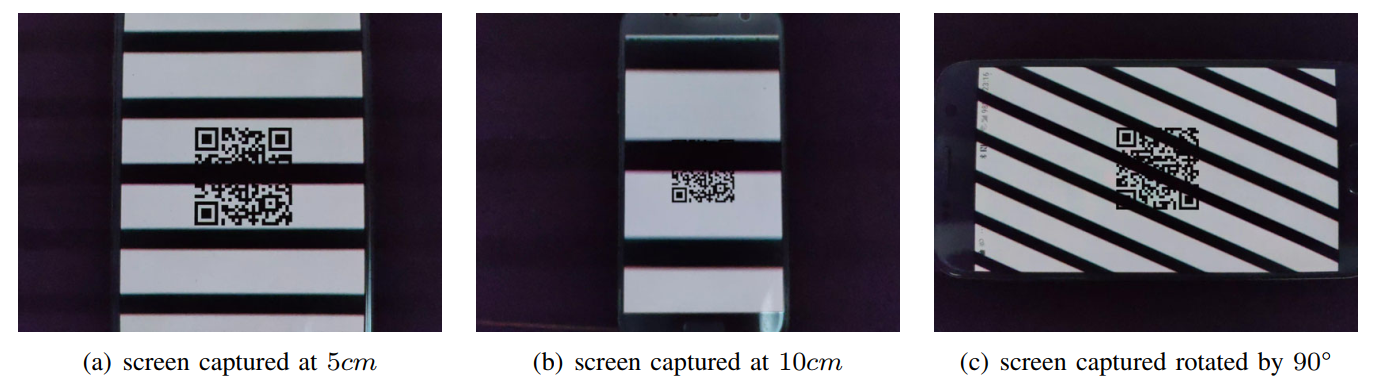 (a) screen captured at 5cm
(b) screen captured at 10cm
(c) screen captured rotated by 90°